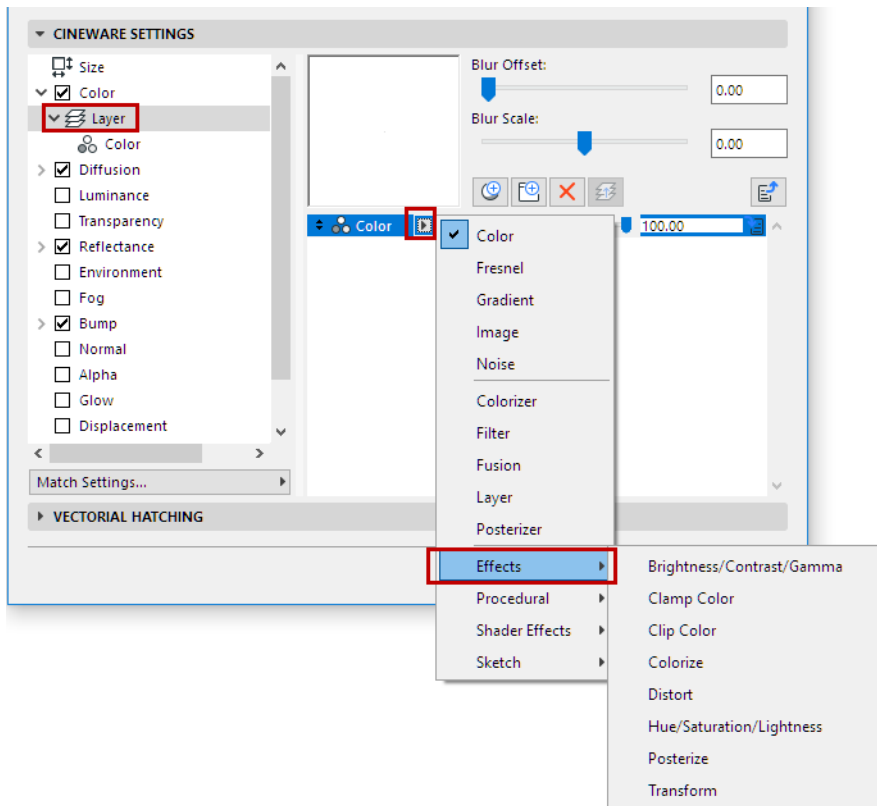 CINEWARE SETTINGS
Size
Color
Layer
Color
Diffusion
Luminance
Transparency
Reflectance
Environment
Fog
Bump
Normal
Alpha
Glow
Displacement
Match Settings...
Blur Offset:
0.00
Blur Scale:
0.00
Color
100.00
Color
Fresnel
Gradient
Image
Noise
Colorizer
Filter
Fusion
Layer
Posterizer
Effects
Procedural
Shader Effects
Sketch
Brightness/Contrast/Gamma
Clamp Color
Clip Color
Colorize
Distort
Hue/Saturation/Lightness
Posterize
Transform
VECTORIAL HATCHING